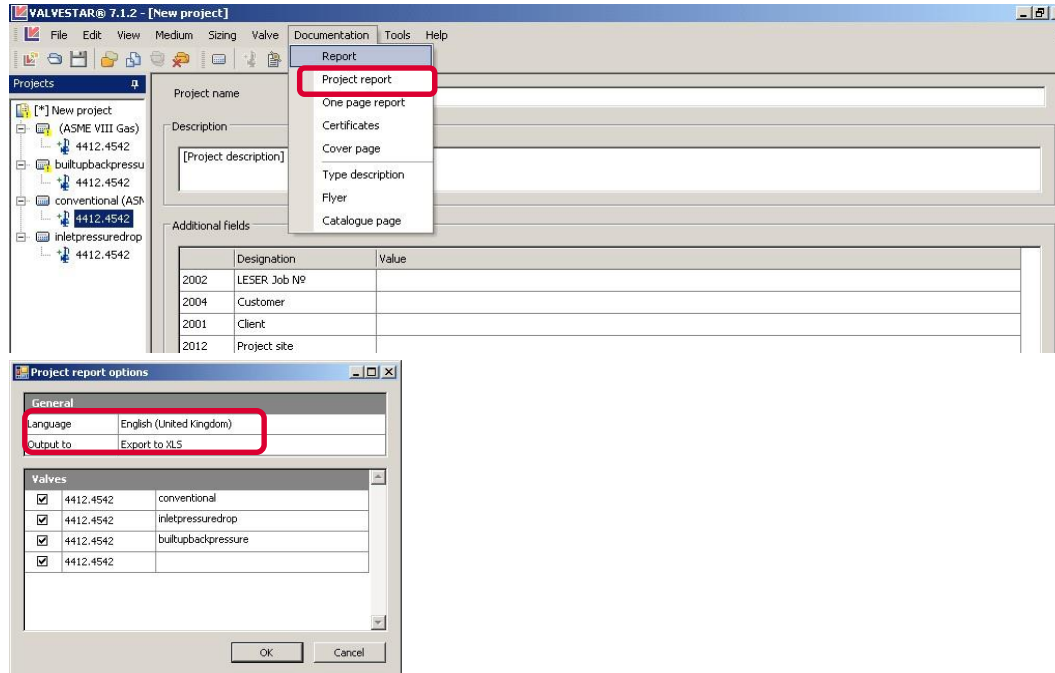 VALVESTAR® 7.1.2 - [New project]
File Edit View Medium Sizing Valve Documentation Tools Help
Report
Project report
One page report
Certificates
Cover page
Type description
Flyer
Catalogue page
Projects
[*] New project
(ASME VIII Gas)
4412.4542
builtupbackpressu
4412.4542
conventional (ASM
4412.4542
inletpressuredrop
4412.4542
Project name
Description
[Project description]
Additional fields
Designation Value
2002 LESER Job Nº
2004 Customer
2001 Client
2012 Project site
Project report options
General
Language English (United Kingdom)
Output to Export to XLS
Valves
4412.4542 conventional
4412.4542 inletpressuredrop
4412.4542 builtupbackpressure
4412.4542
OK Cancel